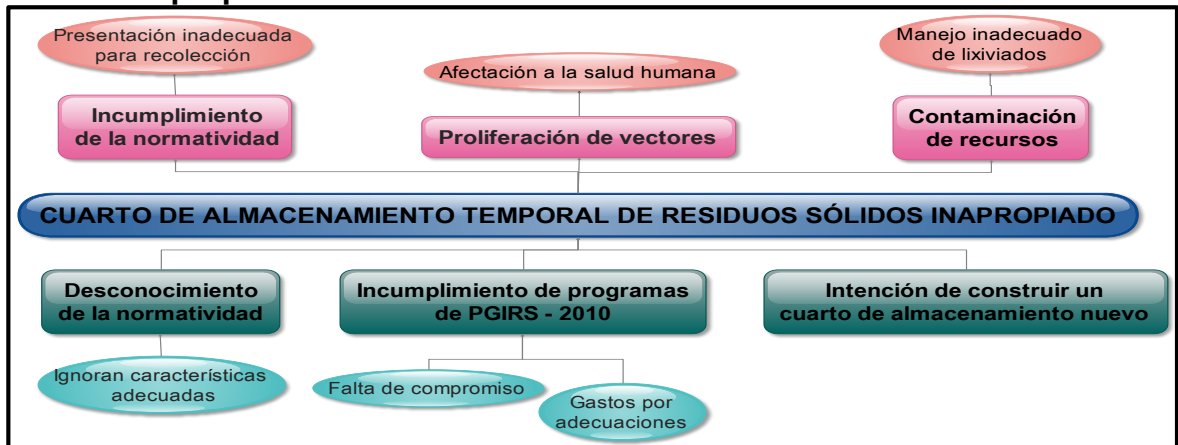 Presentación inadecuada
para recolección
Afectación a la salud humana
Manejo inadecuado
de lixiviados
Incumplimiento
de la normatividad
Proliferación de vectores
Contaminación
de recursos
CUARTO DE ALMACENAMIENTO TEMPORAL DE RESIDUOS SÓLIDOS INAPROPIADO
Desconocimiento
de la normatividad
Incumplimiento de programas
de PGIRS - 2010
Intención de construir un
cuarto de almacenamiento nuevo
Ignoran características
adecuadas
Falta de compromiso
Gastos por
adecuaciones